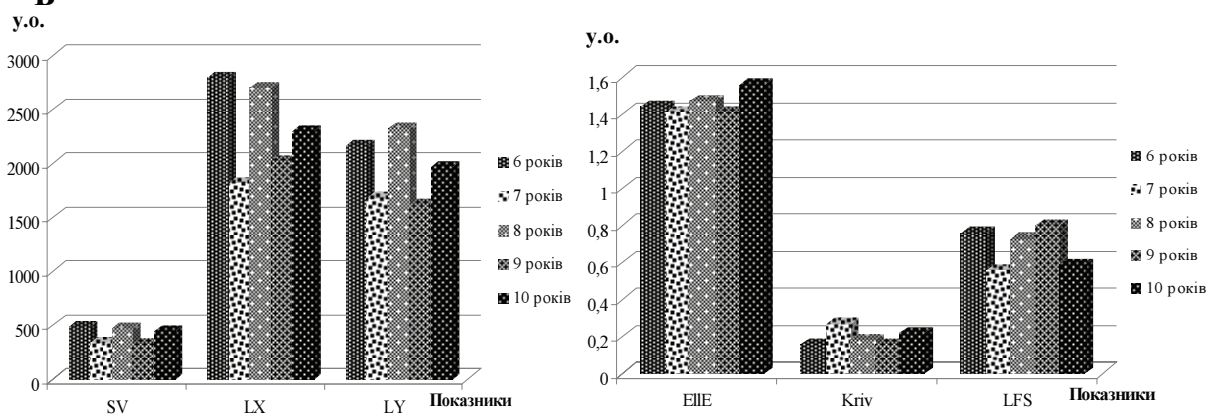 В
у.о.
3000
2500
2000
1500
1000
500
0
SV LX LY Показники
6 років
7 років
8 років
9 років
10 років
у.о.
1,6
1,4
1,2
1
0,8
0,6
0,4
0,2
0
EllE Kriv LFS Показники
6 років
7 років
8 років
9 років
10 років